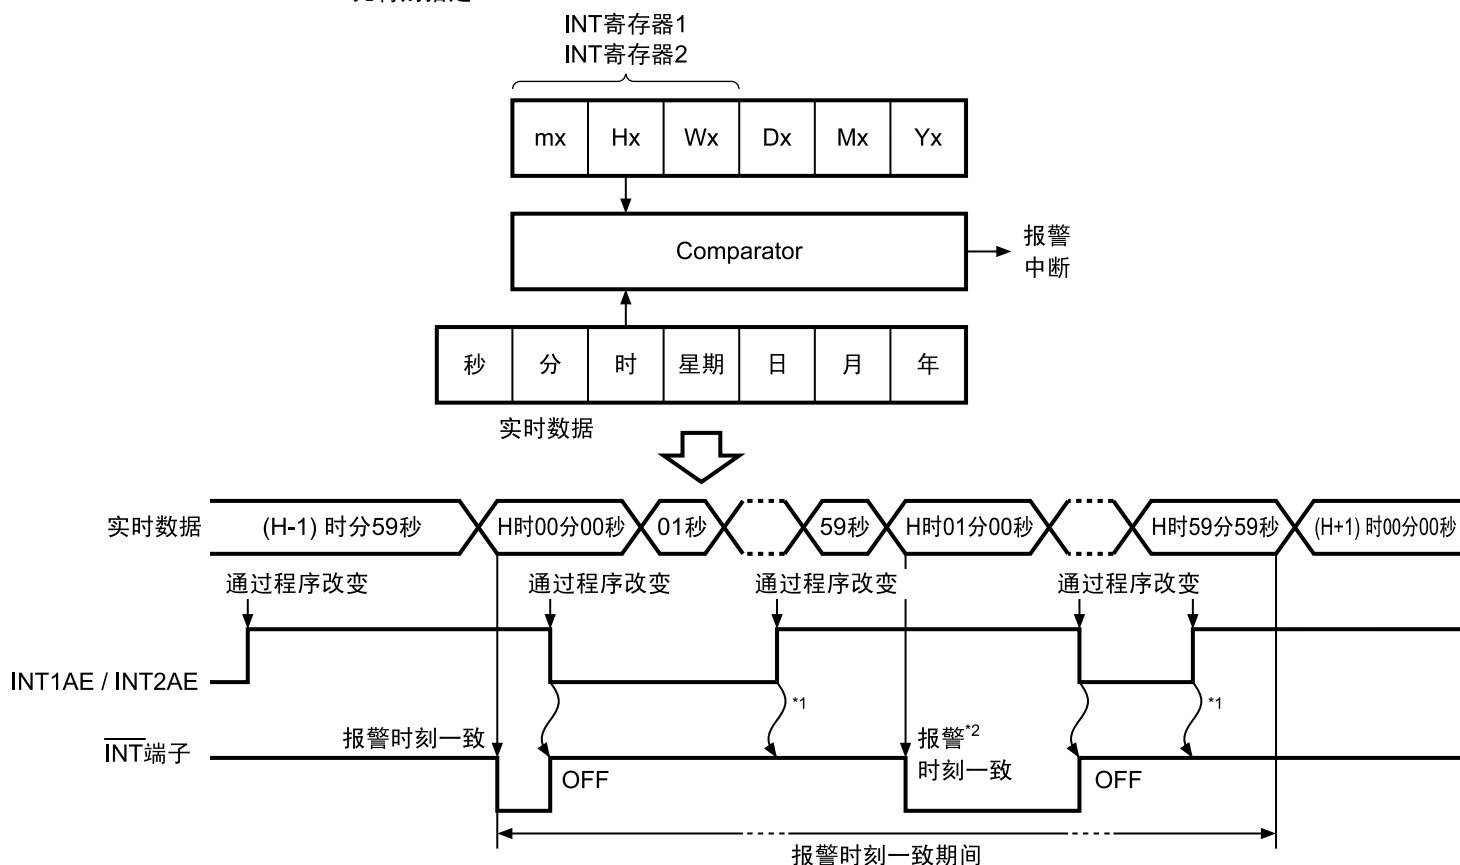 INT寄存器1
INT寄存器2
mx Hx Wx Dx Mx Yx
Comparator
报警
中断
秒 分 时 星期 日 月 年
实时数据
实时数据 (H-1) 时分59秒 H时00分00秒 01秒 59秒 H时01分00秒 H时59分59秒 (H+1) 时00分00秒
通过程序改变 通过程序改变 通过程序改变 通过程序改变
INT1AE / INT2AE
*1 *1
INT端子
报警时刻一致
OFF
报警*2
时刻一致
OFF
报警时刻一致期间